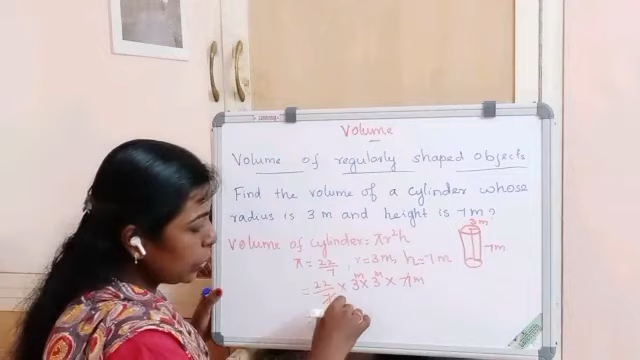 Volume
Volume of regularly shaped objects
Find the volume of a cylinder whose
radius is 3 m and height is 7m?
3m
Volume of cylinder = πr²h
7m
π = 22/7, r = 3m, h = 7m
= 22/7 × 3m × 3m × 7m